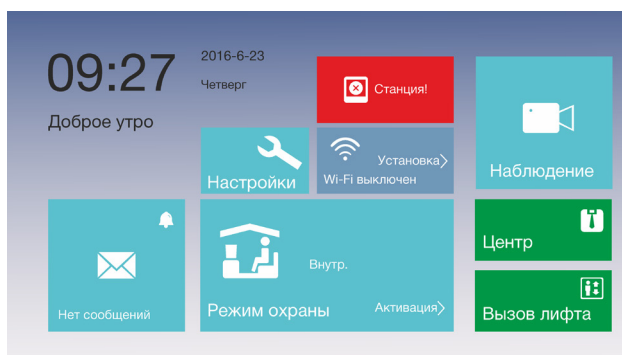 09:27
2016-6-23
Четверг
Доброе утро
Станция!
Наблюдение
Настройки
Установка
Wi-Fi выключен
Нет сообщений
Внутр.
Режим охраны
Активация
Центр
Вызов лифта